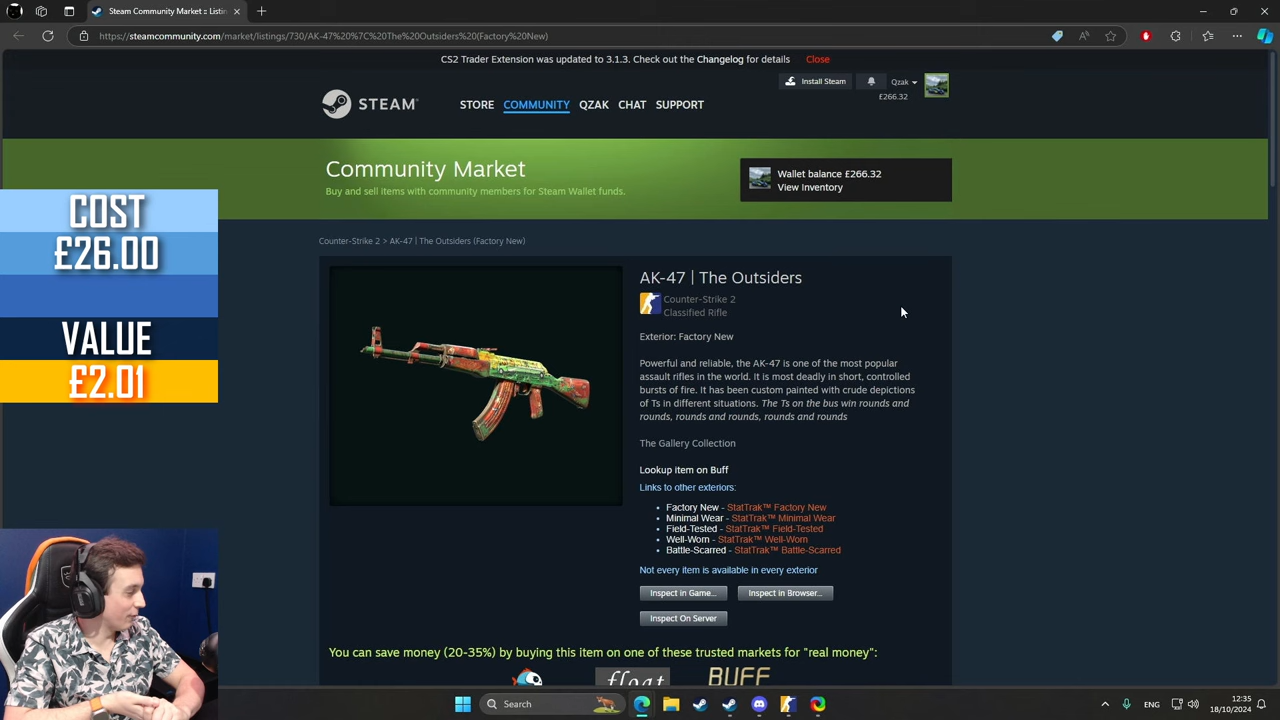 Steam Community Market :: Listin
https://steamcommunity.com/market/listings/730/AK-47%20%7C%20The%20Outsiders%20(Factory%20New)
CS2 Trader Extension was updated to 3.1.3. Check out the Changelog for details Close
Install Steam
Qzak
£266.32
STEAM
STORE COMMUNITY QZAK CHAT SUPPORT
Community Market
Buy and sell items with community members for Steam Wallet funds.
Wallet balance £266.32
View Inventory
COST
£26.00
VALUE
£2.01
Counter-Strike 2 > AK-47 | The Outsiders (Factory New)
AK-47 | The Outsiders
Counter-Strike 2
Classified Rifle
Exterior: Factory New
Powerful and reliable, the AK-47 is one of the most popular
assault rifles in the world. It is most deadly in short, controlled
bursts of fire. It has been custom painted with crude depictions
of Ts in different situations. The Ts on the bus win rounds and
rounds, rounds and rounds, rounds and rounds
The Gallery Collection
Lookup item on Buff
Links to other exteriors:
Factory New - StatTrak™ Factory New
Minimal Wear - StatTrak™ Minimal Wear
Field-Tested - StatTrak™ Field-Tested
Well-Worn - StatTrak™ Well-Worn
Battle-Scarred - StatTrak™ Battle-Scarred
Not every item is available in every exterior
Inspect in Game... Inspect in Browser...
Inspect On Server
You can save money (20-35%) by buying this item on one of these trusted markets for "real money":
float BUFF
Search
ENG
12:35
18/10/2024